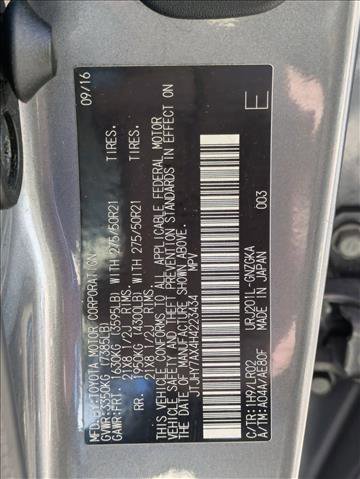 MFD.BY:TOYOTA MOTOR CORPORATION 09/16
GVWR:3350KG (7385LB)
GAWR:FRT. 1630KG (3595LB) WITH 275/50R21 TIRES.
21X8 1/2J RIMS.
RR. 1950KG (4300LB) WITH 275/50R21 TIRES.
21X8 1/2J RIMS.
THIS VEHICLE CONFORMS TO ALL APPLICABLE FEDERAL MOTOR
VEHICLE SAFETY AND THEFT PREVENTION STANDARDS IN EFFECT ON
THE DATE OF MANUFACTURE SHOWN ABOVE.
JTJHY7AX4H4223434 MPV
E
C/TR:1H9/LR02 URJ201L-GNZGKA 003
A/TM:A04A/AE80F MADE IN JAPAN